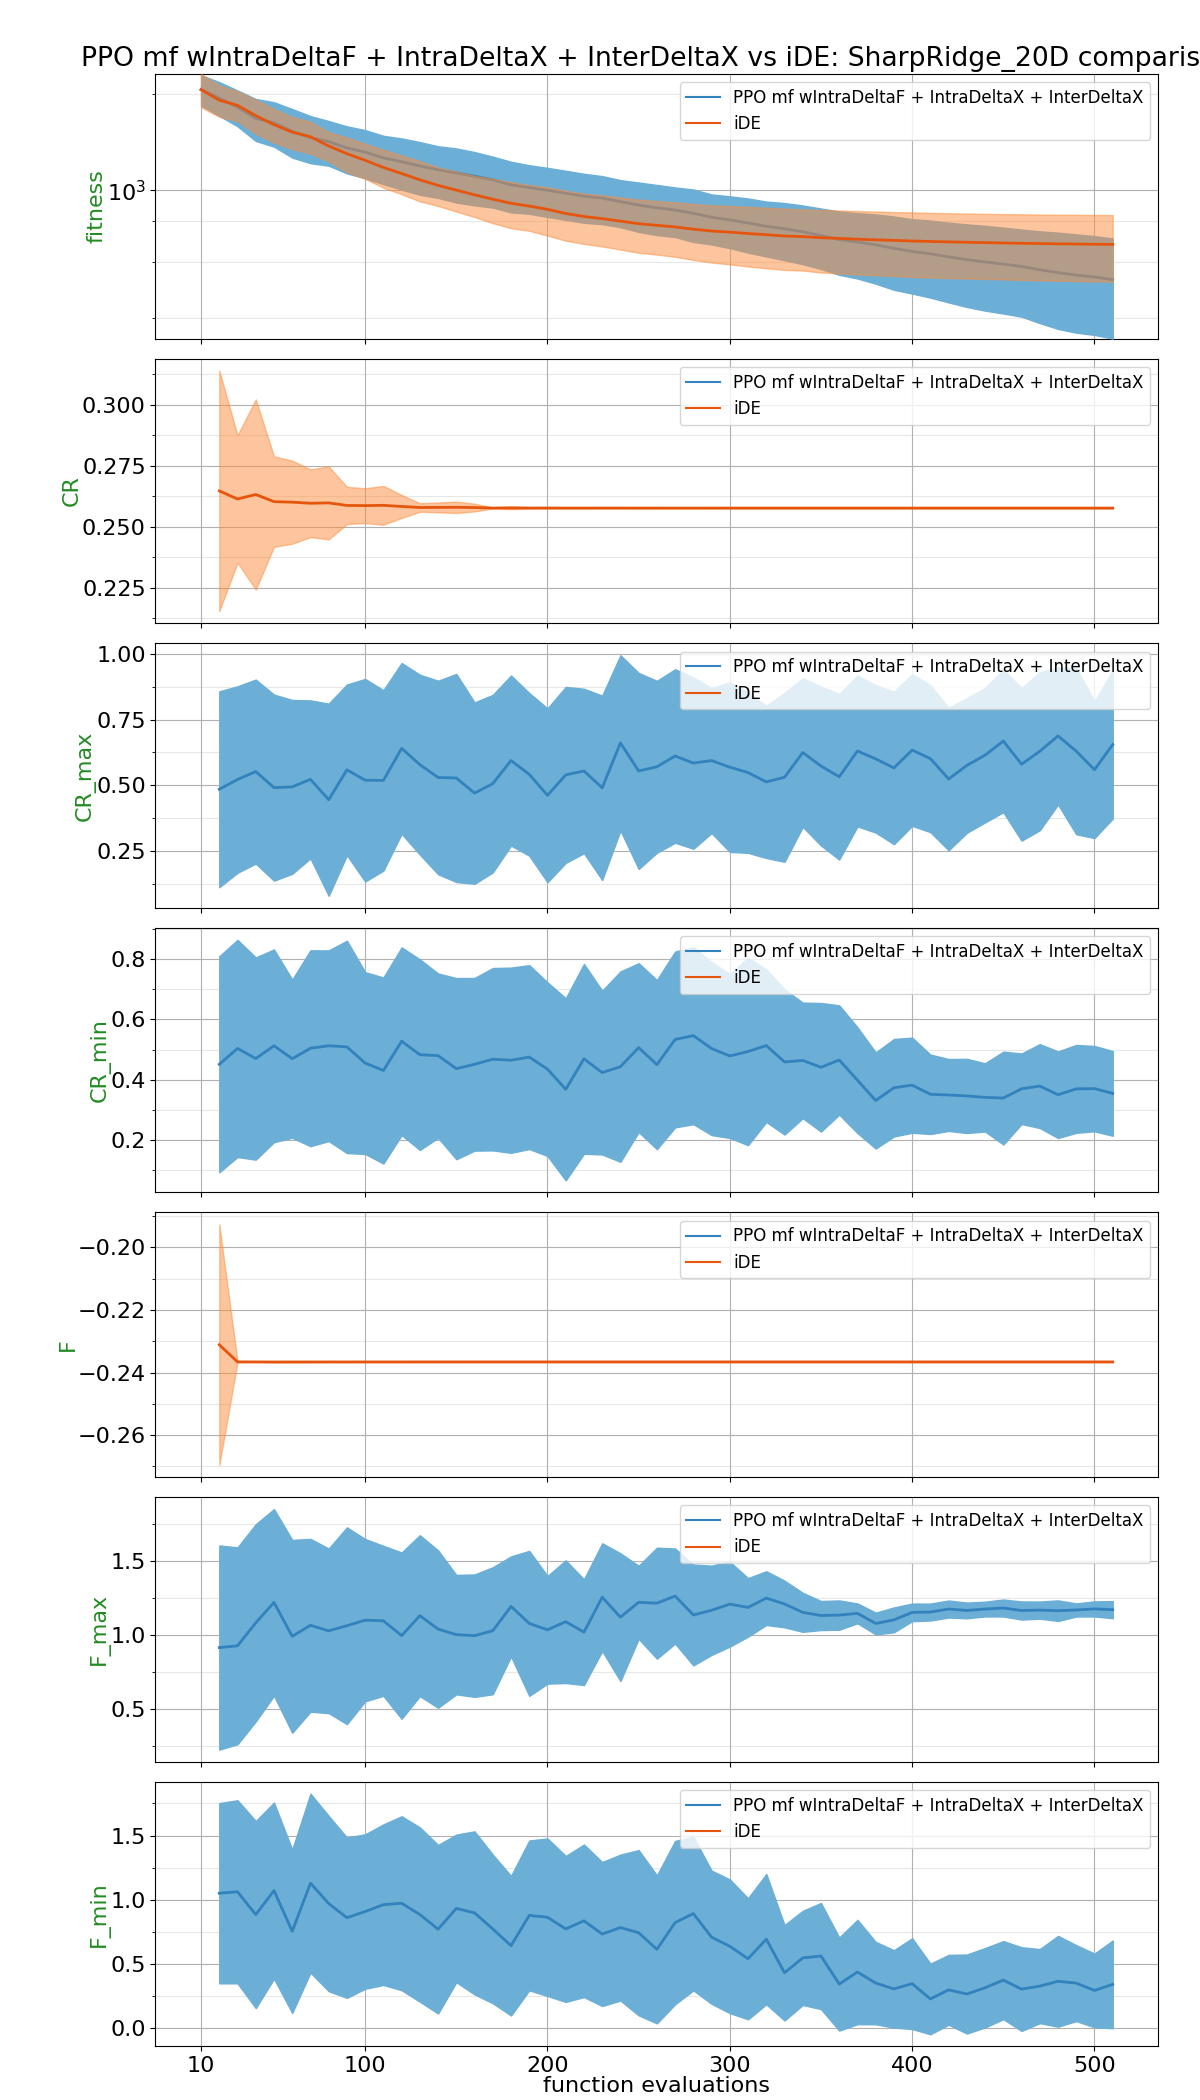 PPO mf wIntraDeltaF + IntraDeltaX + InterDeltaX vs iDE: SharpRidge_20D comparis
PPO mf wIntraDeltaF + IntraDeltaX + InterDeltaX
iDE
fitness
10³
PPO mf wIntraDeltaF + IntraDeltaX + InterDeltaX
iDE
CR
0.300
0.275
0.250
0.225
PPO mf wIntraDeltaF + IntraDeltaX + InterDeltaX
iDE
CR_max
1.00
0.75
0.50
0.25
PPO mf wIntraDeltaF + IntraDeltaX + InterDeltaX
iDE
CR_min
0.8
0.6
0.4
0.2
PPO mf wIntraDeltaF + IntraDeltaX + InterDeltaX
iDE
F
−0.20
−0.22
−0.24
−0.26
PPO mf wIntraDeltaF + IntraDeltaX + InterDeltaX
iDE
F_max
1.5
1.0
0.5
PPO mf wIntraDeltaF + IntraDeltaX + InterDeltaX
iDE
F_min
1.5
1.0
0.5
0.0
10 100 200 300 400 500
function evaluations